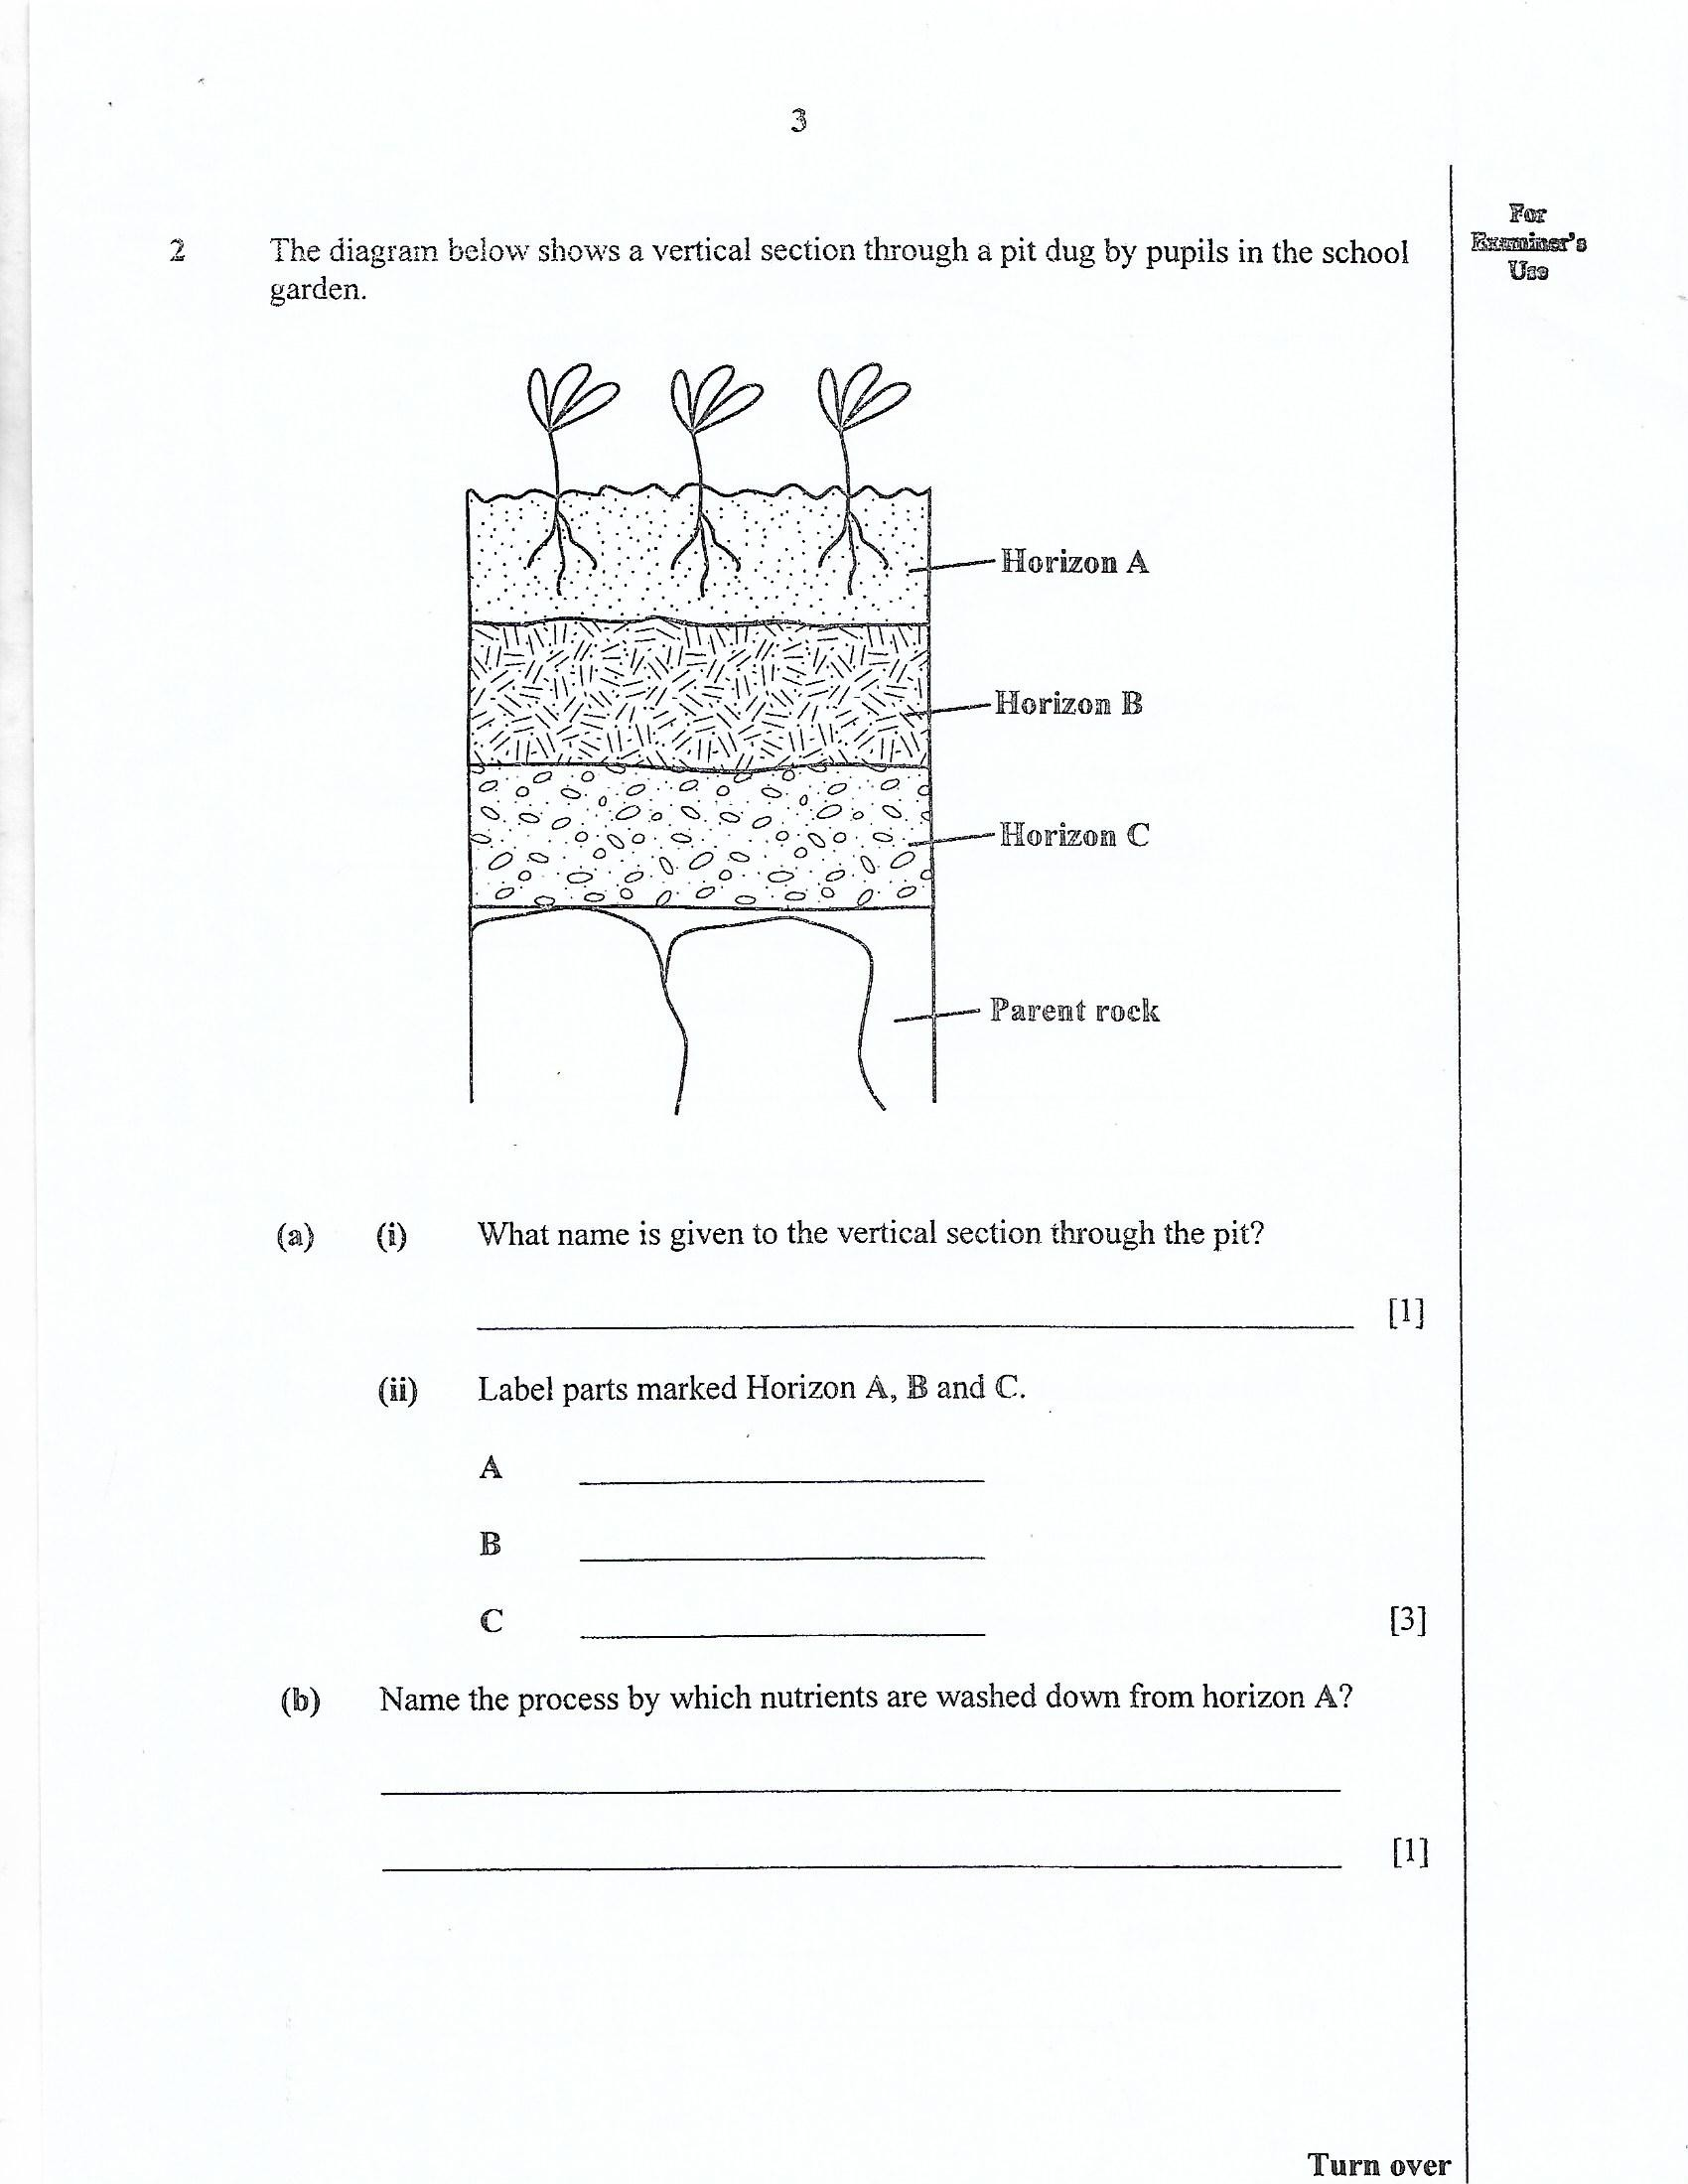 3
For
Examiner's
Use
2 The diagram below shows a vertical section through a pit dug by pupils in the school
garden.
Horizon A
Horizon B
Horizon C
Parent rock
(a) (i) What name is given to the vertical section through the pit?
[1]
(ii) Label parts marked Horizon A, B and C.
A
B
C [3]
(b) Name the process by which nutrients are washed down from horizon A?
[1]
Turn over